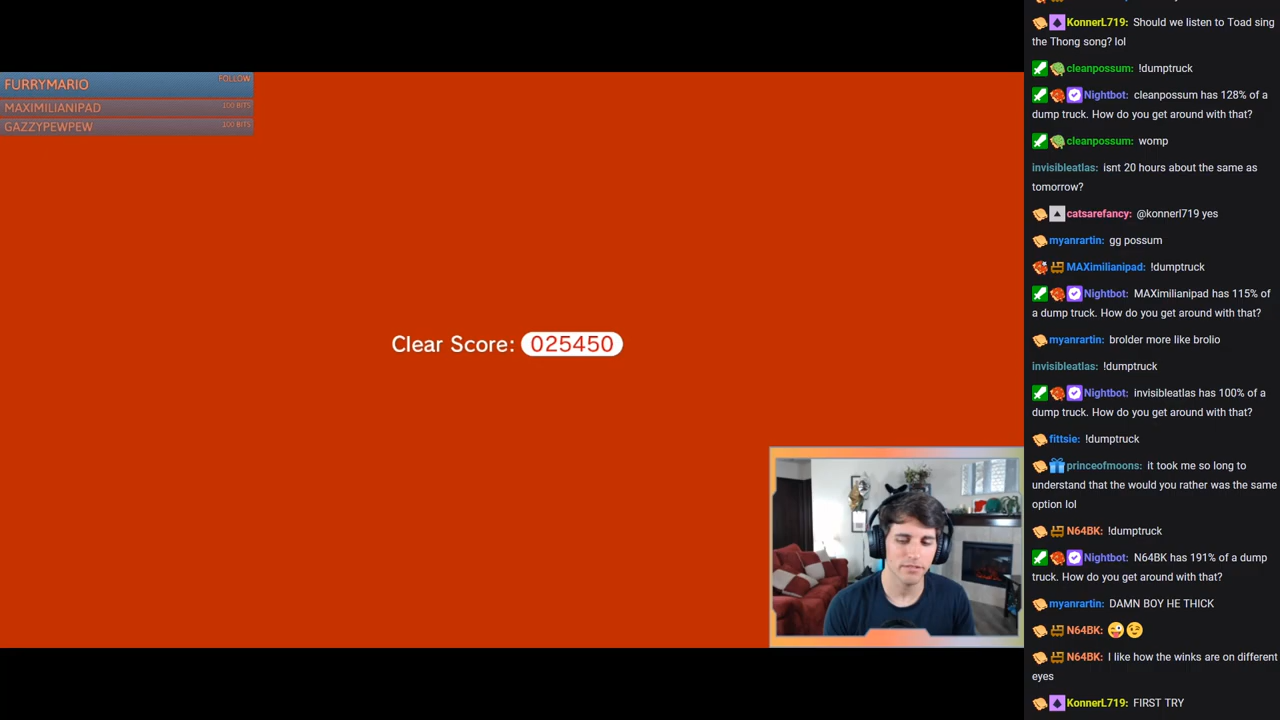 FURRYMARIO FOLLOW
MAXIMILIANIPAD 100 BITS
GAZZYPEWPEW 100 BITS
Clear Score: 025450
KonnerL719: Should we listen to Toad sing
the Thong song? lol
cleanpossum: !dumptruck
Nightbot: cleanpossum has 128% of a
dump truck. How do you get around with that?
cleanpossum: womp
invisibleatlas: isnt 20 hours about the same as
tomorrow?
catsarefancy: @konnerl719 yes
myanrartin: gg possum
MAXimilianipad: !dumptruck
Nightbot: MAXimilianipad has 115% of
a dump truck. How do you get around with that?
myanrartin: brolder more like brolio
invisibleatlas: !dumptruck
Nightbot: invisibleatlas has 100% of a
dump truck. How do you get around with that?
fittsie: !dumptruck
princeofmoons: it took me so long to
understand that the would you rather was the same
option lol
N64BK: !dumptruck
Nightbot: N64BK has 191% of a dump
truck. How do you get around with that?
myanrartin: DAMN BOY HE THICK
N64BK: 😜😉
N64BK: I like how the winks are on different
eyes
KonnerL719: FIRST TRY